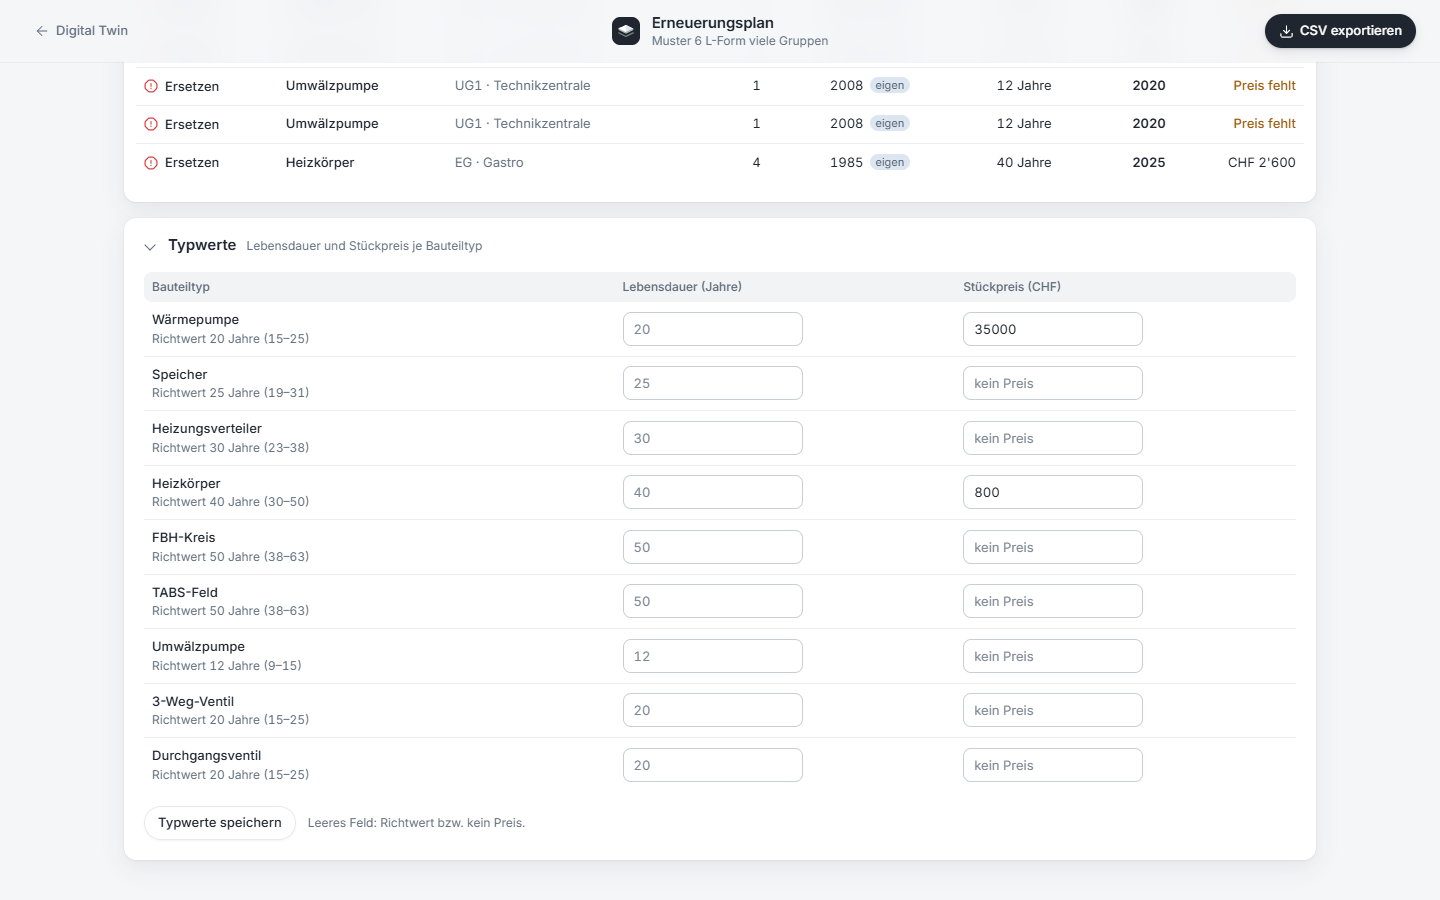 Digital Twin
Erneuerungsplan
Muster 6 L-Form viele Gruppen
CSV exportieren
Ersetzen Umwälzpumpe UG1 · Technikzentrale 1 2008 eigen 12 Jahre 2020 Preis fehlt
Ersetzen Umwälzpumpe UG1 · Technikzentrale 1 2008 eigen 12 Jahre 2020 Preis fehlt
Ersetzen Heizkörper EG · Gastro 4 1985 eigen 40 Jahre 2025 CHF 2'600
Typwerte Lebensdauer und Stückpreis je Bauteiltyp
Bauteiltyp Lebensdauer (Jahre) Stückpreis (CHF)
Wärmepumpe
Richtwert 20 Jahre (15–25)
20 35000
Speicher
Richtwert 25 Jahre (19–31)
25 kein Preis
Heizungsverteiler
Richtwert 30 Jahre (23–38)
30 kein Preis
Heizkörper
Richtwert 40 Jahre (30–50)
40 800
FBH-Kreis
Richtwert 50 Jahre (38–63)
50 kein Preis
TABS-Feld
Richtwert 50 Jahre (38–63)
50 kein Preis
Umwälzpumpe
Richtwert 12 Jahre (9–15)
12 kein Preis
3-Weg-Ventil
Richtwert 20 Jahre (15–25)
20 kein Preis
Durchgangsventil
Richtwert 20 Jahre (15–25)
20 kein Preis
Typwerte speichern Leeres Feld: Richtwert bzw. kein Preis.